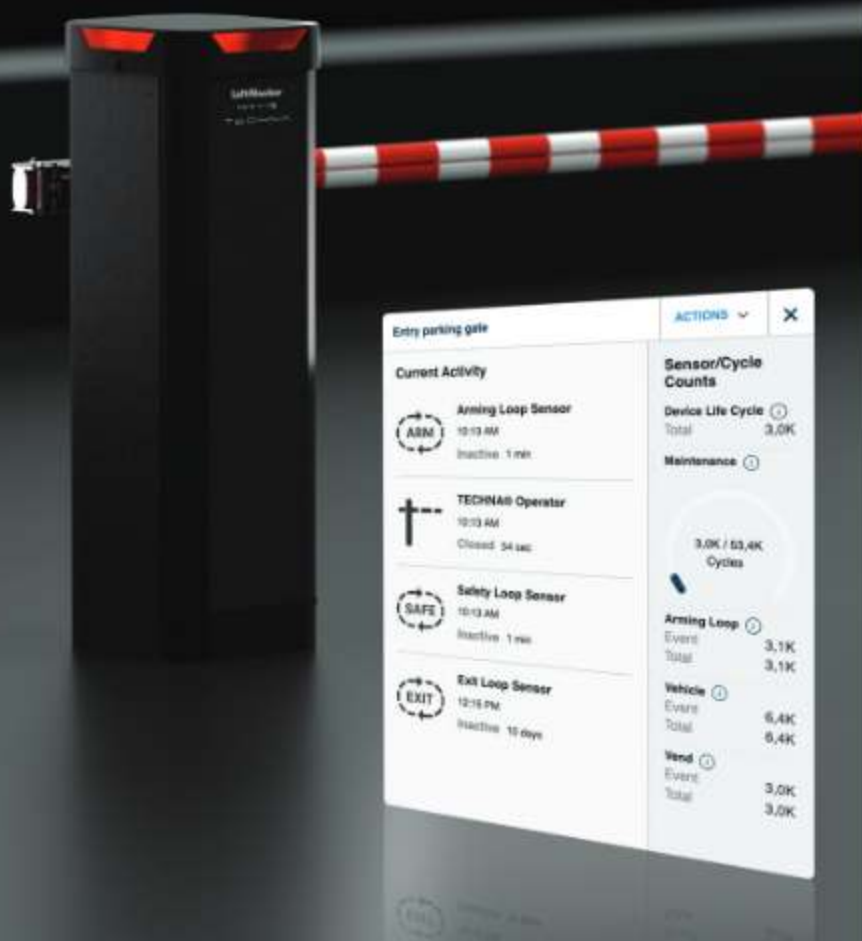 LiftMaster
TECHNA
Entry parking gate
ACTIONS
Current Activity
ARM
Arming Loop Sensor
10:13 AM
Inactive 1 min
TECHNA® Operator
10:13 AM
Closed 54 sec
SAFE
Safety Loop Sensor
10:13 AM
Inactive 1 min
EXIT
Exit Loop Sensor
12:15 PM
Inactive 10 days
Sensor/Cycle
Counts
Device Life Cycle
Total 3,0K
Maintenance
3,0K / 53,4K
Cycles
Arming Loop
Event 3,1K
Total 3,1K
Vehicle
Event 6,4K
Total 6,4K
Vend
Event 3,0K
Total 3,0K